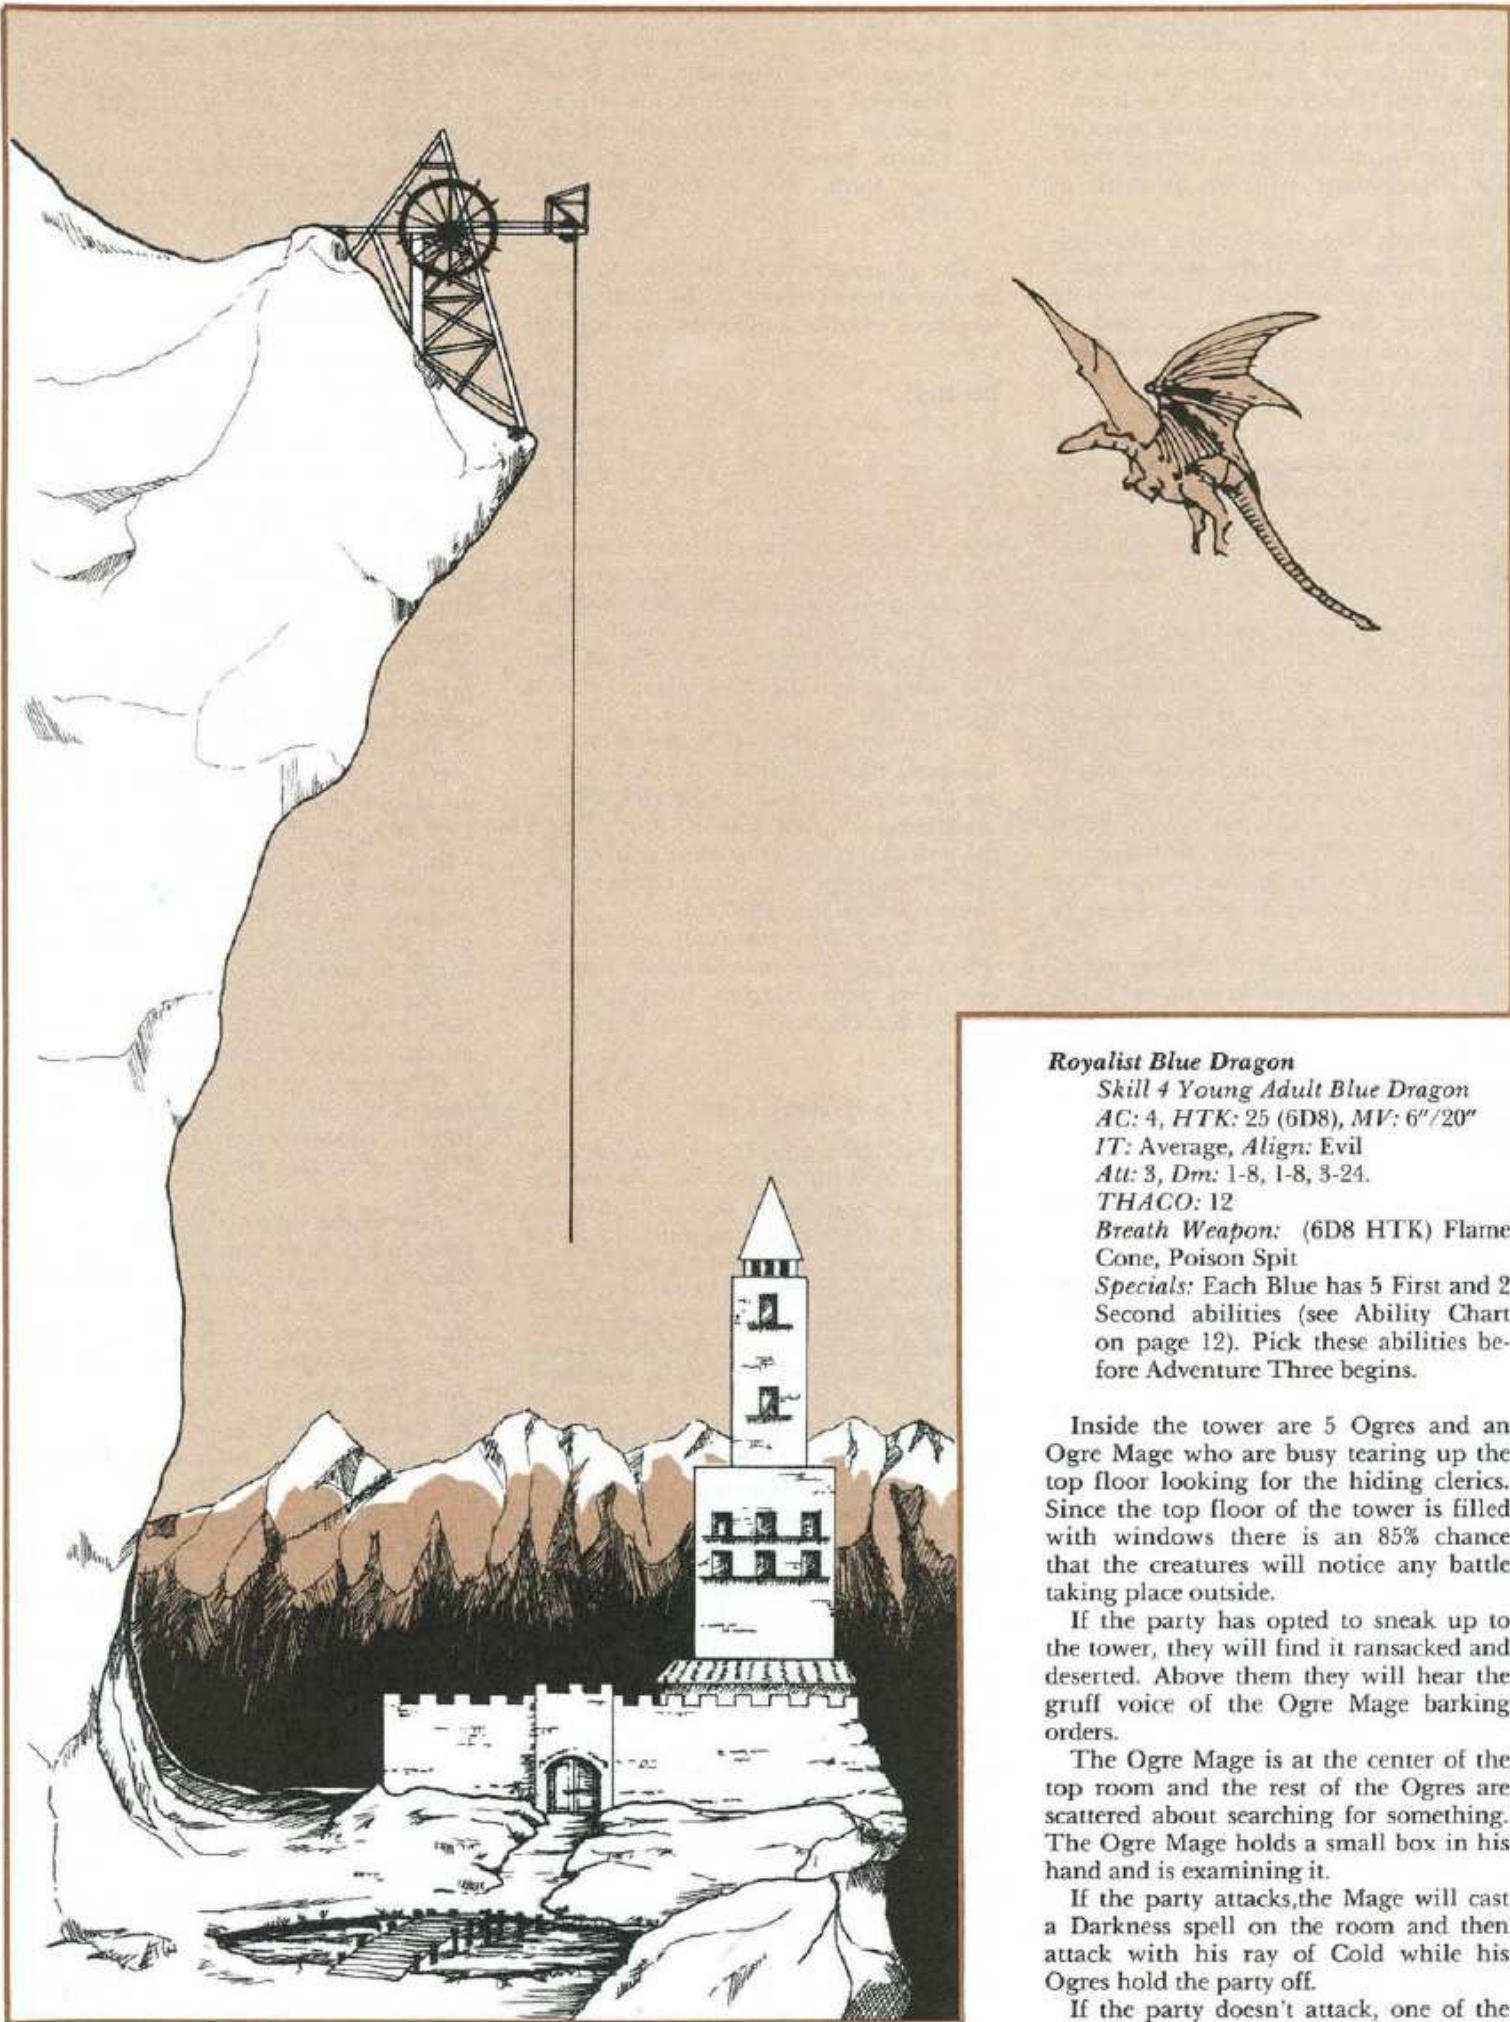 Royalist Blue Dragon
Skill 4 Young Adult Blue Dragon
AC: 4, HTK: 25 (6D8), MV: 6"/20"
IT: Average, Align: Evil
Att: 3, Dm: 1-8, 1-8, 3-24.
THACO: 12
Breath Weapon: (6D8 HTK) Flame
Cone, Poison Spit
Specials: Each Blue has 5 First and 2
Second abilities (see Ability Chart
on page 12). Pick these abilities be-
fore Adventure Three begins.
Inside the tower are 5 Ogres and an
Ogre Mage who are busy tearing up the
top floor looking for the hiding clerics.
Since the top floor of the tower is filled
with windows there is an 85% chance
that the creatures will notice any battle
taking place outside.
If the party has opted to sneak up to
the tower, they will find it ransacked and
deserted. Above them they will hear the
gruff voice of the Ogre Mage barking
orders.
The Ogre Mage is at the center of the
top room and the rest of the Ogres are
scattered about searching for something.
The Ogre Mage holds a small box in his
hand and is examining it.
If the party attacks,the Mage will cast
a Darkness spell on the room and then
attack with his ray of Cold while his
Ogres hold the party off.
If the party doesn't attack, one of the